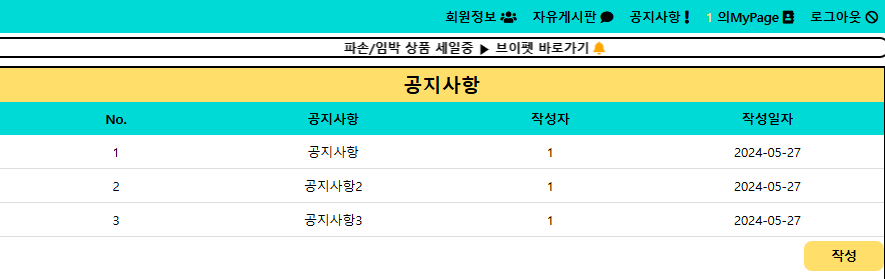 회원정보 자유게시판 공지사항 1 의MyPage 로그아웃
파손/임박 상품 세일중 ▶ 브이펫 바로가기
공지사항
No. 공지사항 작성자 작성일자
1 공지사항 1 2024-05-27
2 공지사항2 1 2024-05-27
3 공지사항3 1 2024-05-27
작성